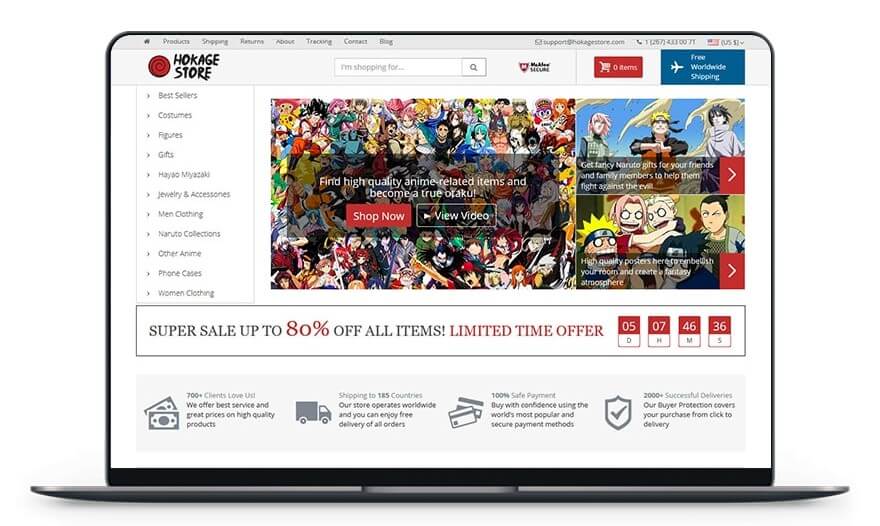 Products Shipping Returns About Tracking Contact Blog
support@hokagestore.com 1 (267) 433 00 71 (US $)
HOKAGE
STORE
I'm shopping for...
McAfee
SECURE
0 items
Free
Worldwide
Shipping
Best Sellers
Costumes
Figures
Gifts
Hayao Miyazaki
Jewelry & Accessories
Men Clothing
Naruto Collections
Other Anime
Phone Cases
Women Clothing
Find high quality anime-related items and
become a true otaku!
Shop Now
View Video
Get fancy Naruto gifts for your friends
and family members to help them
fight against the evil!
High quality posters here to embellish
your room and create a fantasy
atmosphere
SUPER SALE UP TO 80% OFF ALL ITEMS! LIMITED TIME OFFER
05 07 46 36
D H M S
700+ Clients Love Us!
We offer best service and
great prices on high quality
products
Shipping to 185 Countries
Our store operates worldwide
and you can enjoy free
delivery of all orders
100% Safe Payment
Buy with confidence using the
world's most popular and
secure payment methods
2000+ Successful Deliveries
Our Buyer Protection covers
your purchase from click to
delivery